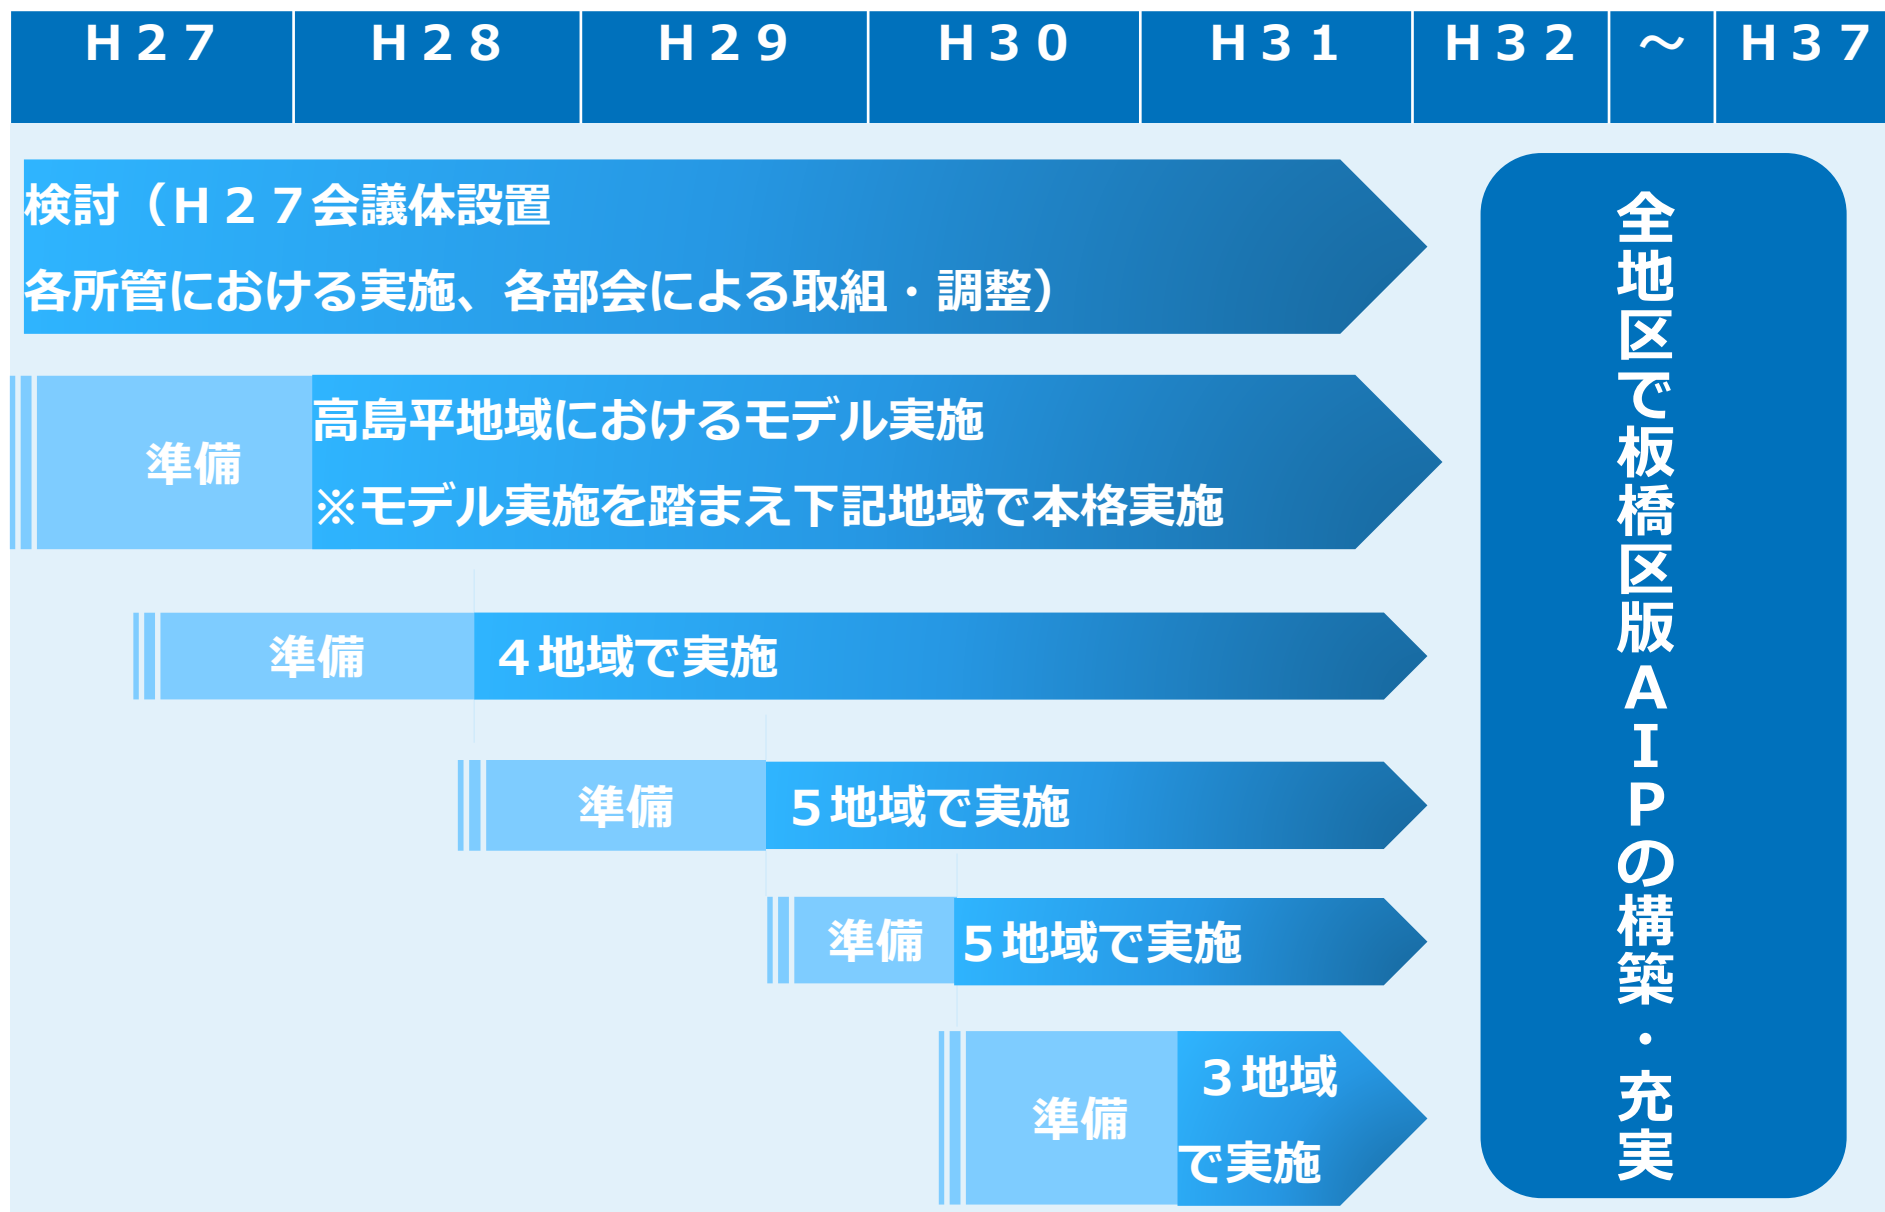 H27 H28 H29 H30 H31 H32 ～ H37
検討（H27会議体設置
各所管における実施、各部会による取組・調整）
準備
高島平地域におけるモデル実施
※モデル実施を踏まえ下記地域で本格実施
準備
4地域で実施
準備
5地域で実施
準備
5地域で実施
準備
3地域
で実施
全地区で板橋区版AIPの構築・充実